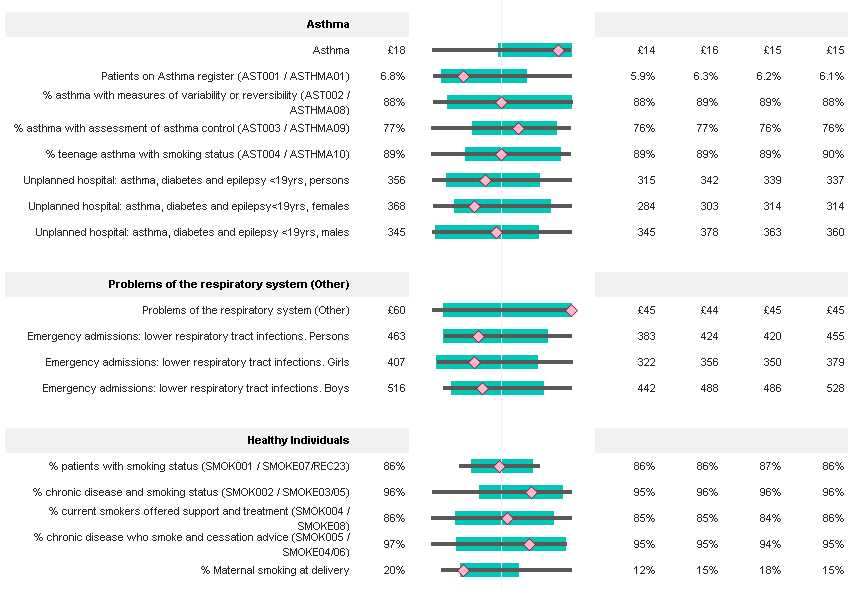 Asthma
Asthma £18 £14 £16 £15 £15
Patients on Asthma register (AST001 / ASTHMA01) 6.8% 5.9% 6.3% 6.2% 6.1%
% asthma with measures of variability or reversibility (AST002 /
ASTHMA08) 88% 88% 89% 89% 88%
% asthma with assessment of asthma control (AST003 / ASTHMA09) 77% 76% 77% 76% 76%
% teenage asthma with smoking status (AST004 / ASTHMA10) 89% 89% 89% 89% 90%
Unplanned hospital: asthma, diabetes and epilepsy <19yrs, persons 356 315 342 339 337
Unplanned hospital: asthma, diabetes and epilepsy<19yrs, females 368 284 303 314 314
Unplanned hospital: asthma, diabetes and epilepsy <19yrs, males 345 345 378 363 360
Problems of the respiratory system (Other)
Problems of the respiratory system (Other) £60 £45 £44 £45 £45
Emergency admissions: lower respiratory tract infections. Persons 463 383 424 420 455
Emergency admissions: lower respiratory tract infections. Girls 407 322 356 350 379
Emergency admissions: lower respiratory tract infections. Boys 516 442 488 486 528
Healthy Individuals
% patients with smoking status (SMOK001 / SMOKE07/REC23) 86% 86% 86% 87% 86%
% chronic disease and smoking status (SMOK002 / SMOKE03/05) 96% 95% 96% 96% 96%
% current smokers offered support and treatment (SMOK004 /
SMOKE08) 86% 85% 85% 84% 86%
% chronic disease who smoke and cessation advice (SMOK005 /
SMOKE04/06) 97% 95% 95% 94% 95%
% Maternal smoking at delivery 20% 12% 15% 18% 15%